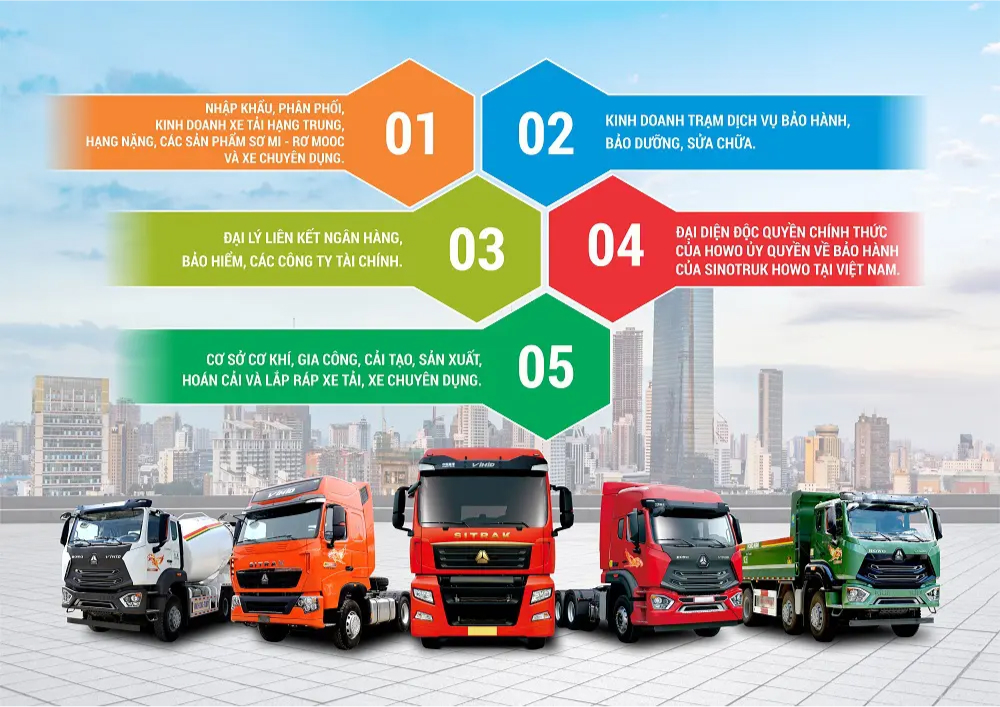 NHẬP KHẨU, PHÂN PHỐI,
KINH DOANH XE TẢI HẠNG TRUNG,
HẠNG NẶNG, CÁC SẢN PHẨM SƠ MI - RƠ MOOC
VÀ XE CHUYÊN DỤNG.
01
02
KINH DOANH TRẠM DỊCH VỤ BẢO HÀNH,
BẢO DƯỠNG, SỬA CHỮA.
ĐẠI LÝ LIÊN KẾT NGÂN HÀNG,
BẢO HIỂM, CÁC CÔNG TY TÀI CHÍNH.
03
04
ĐẠI DIỆN ĐỘC QUYỀN CHÍNH THỨC
CỦA HOWO ỦY QUYỀN VỀ BẢO HÀNH
CỦA SINOTRUK HOWO TẠI VIỆT NAM.
CƠ SỞ CƠ KHÍ, GIA CÔNG, CẢI TẠO, SẢN XUẤT,
HOÁN CẢI VÀ LẮP RÁP XE TẢI, XE CHUYÊN DỤNG.
05
VIHID
SITRAK
SITRAK
HOWO